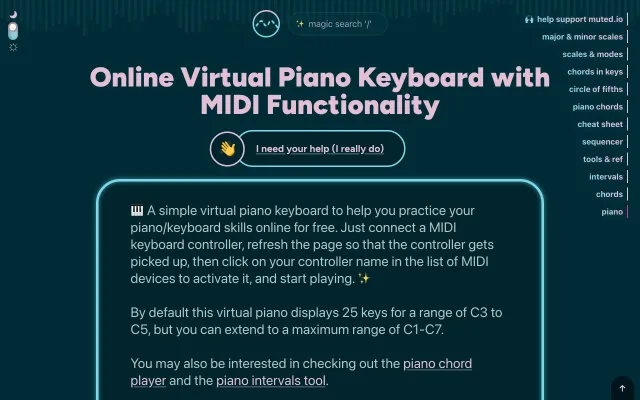 ✨ magic search '/'
🙌 help support muted.io
major & minor scales
scales & modes
chords in keys
circle of fifths
piano chords
cheat sheet
sequencer
tools & ref
intervals
chords
piano
Online Virtual Piano Keyboard with
MIDI Functionality
👋 I need your help (I really do)
🎹 A simple virtual piano keyboard to help you practice your
piano/keyboard skills online for free. Just connect a MIDI
keyboard controller, refresh the page so that the controller gets
picked up, then click on your controller name in the list of MIDI
devices to activate it, and start playing. ✨
By default this virtual piano displays 25 keys for a range of C3 to
C5, but you can extend to a maximum range of C1-C7.
You may also be interested in checking out the piano chord
player and the piano intervals tool.